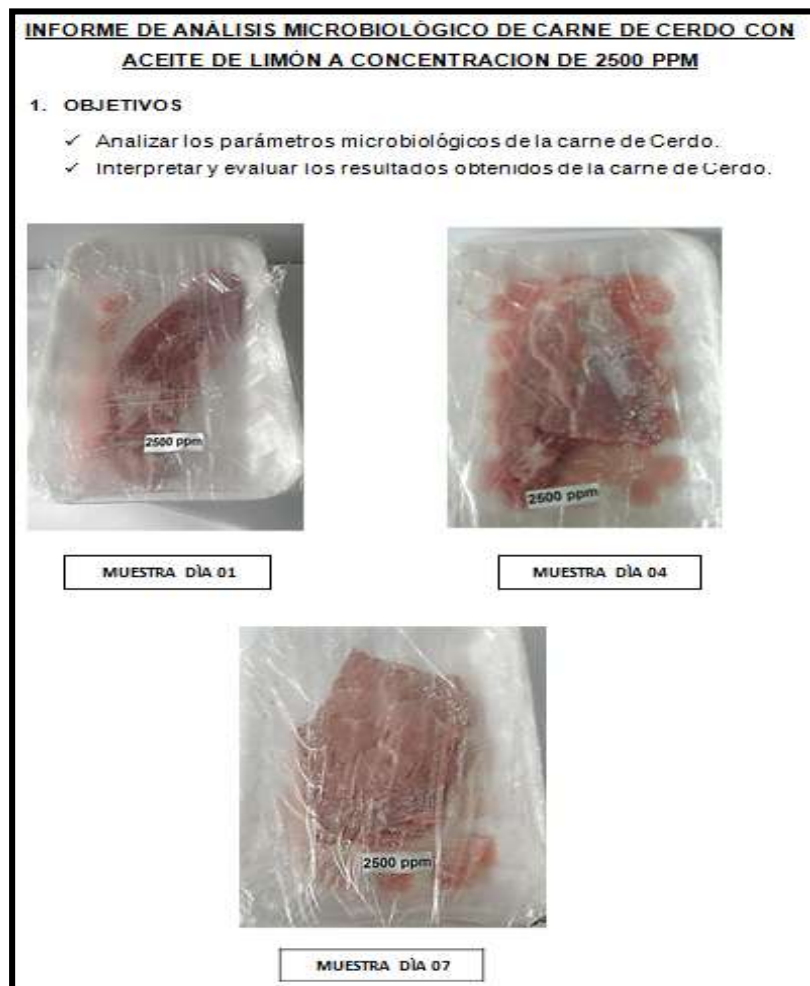 INFORME DE ANÁLISIS MICROBIOLÓGICO DE CARNE DE CERDO CON
ACEITE DE LIMÓN A CONCENTRACION DE 2500 PPM
1. OBJETIVOS
✓ Analizar los parámetros microbiológicos de la carne de Cerdo.
✓ Interpretar y evaluar los resultados obtenidos de la carne de Cerdo.
2500 ppm
2500 ppm
MUESTRA DÌA 01
MUESTRA DÌA 04
2500 ppm
MUESTRA DÌA 07